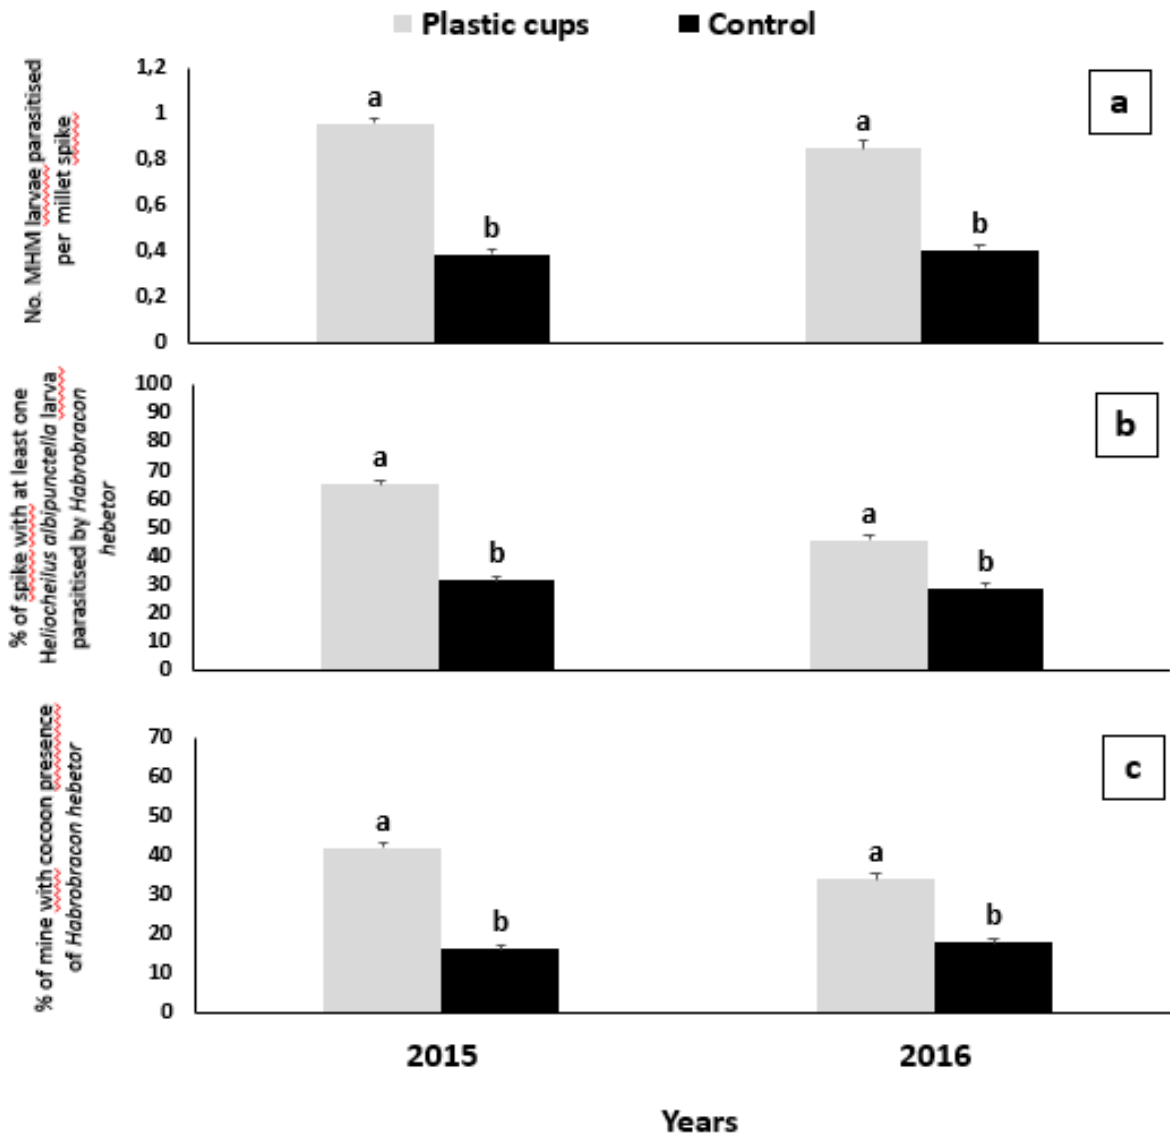 Plastic cups
Control
No. MHM larvae parasitised
per millet spike
1,2
1
0,8
0,6
0,4
0,2
0
a
b
a
b
a
% of spike with at least one
Heliocheilus albipunctella larva
parasitised by Habrobracon
hebetor
100
90
80
70
60
50
40
30
20
10
0
a
b
a
b
b
% of mine with cocoon presence
of Habrobracon hebetor
70
60
50
40
30
20
10
0
a
b
a
b
c
2015
2016
Years